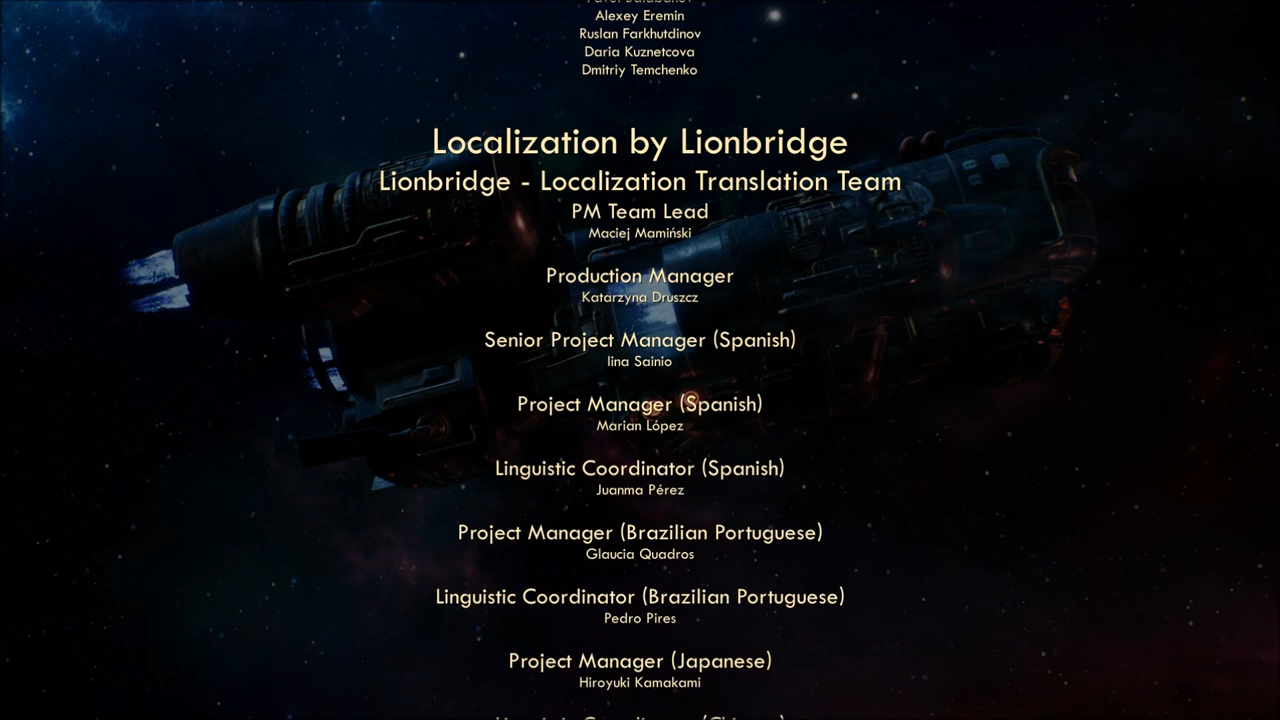 Alexey Eremin
Ruslan Farkhutdinov
Daria Kuznetcova
Dmitriy Temchenko
Localization by Lionbridge
Lionbridge - Localization Translation Team
PM Team Lead
Maciej Mamiński
Production Manager
Katarzyna Druszcz
Senior Project Manager (Spanish)
Iina Sainio
Project Manager (Spanish)
Marian López
Linguistic Coordinator (Spanish)
Juanma Pérez
Project Manager (Brazilian Portuguese)
Glaucia Quadros
Linguistic Coordinator (Brazilian Portuguese)
Pedro Pires
Project Manager (Japanese)
Hiroyuki Kamakami